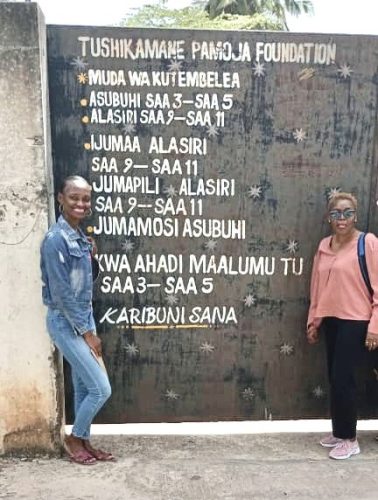 TUSHIKAMANE PAMOJA FOUNDATION
MUDA WA KUTEMBELEA
ASUBUHI SAA 3-SAA 5
ALASIRI SAA 9-SAA 11
IJUMAA ALASIRI
SAA 9-SAA 11
JUMAPILI ALASIRI
SAA 9--SAA 11
JUMAMOSI ASUBUHI
KWA AHADI MAALUMU TU
SAA 3-SAA 5
KARIBUNI SANA